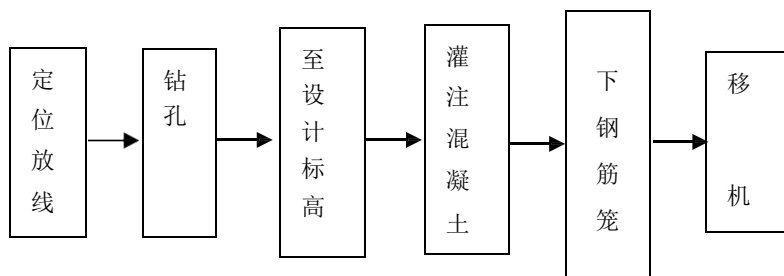 定位放线
钻孔
至设计标高
灌注混凝土
下钢筋笼
移机